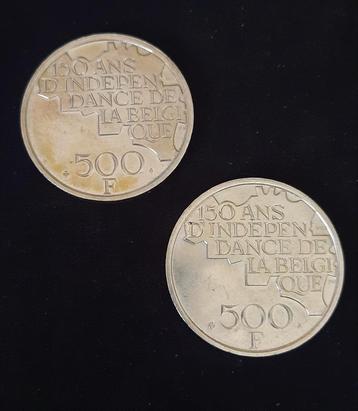 150 ANS
D'INDEPEN
DANCE DE
LA BELGI
QUE
500
F
150 ANS
D'INDEPEN
DANCE DE
LA BELGI
QUE
500
F